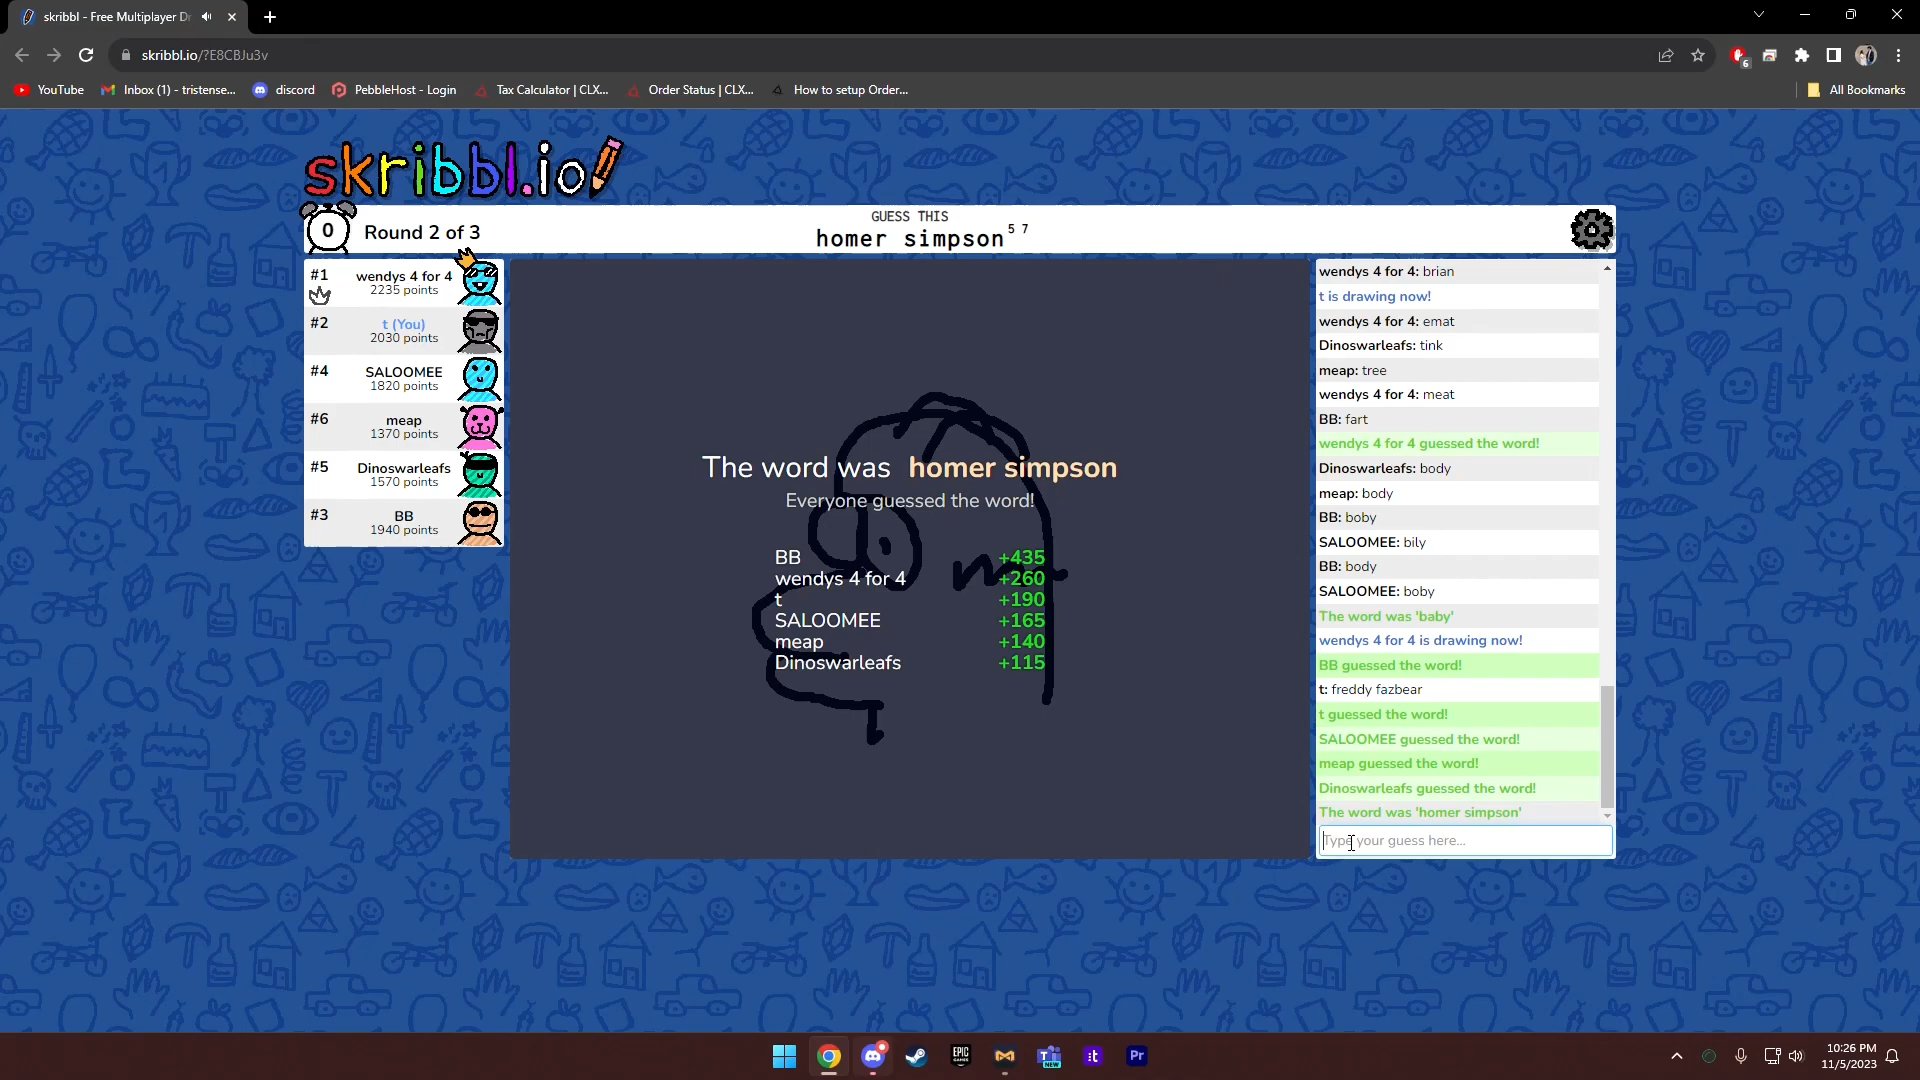 skribbl - Free Multiplayer Dr
skribbl.io/?E8CBJu3v
6
YouTube
Inbox (1) - tristense...
discord
PebbleHost - Login
Tax Calculator | CLX...
Order Status | CLX...
How to setup Order...
All Bookmarks
skribbl.io
0
Round 2 of 3
GUESS THIS
homer simpson 5 7
#1 wendys 4 for 4
2235 points
#2 t (You)
2030 points
#4 SALOOMEE
1820 points
#6 meap
1370 points
#5 Dinoswarleafs
1570 points
#3 BB
1940 points
The word was homer simpson
Everyone guessed the word!
BB +435
wendys 4 for 4 +260
t +190
SALOOMEE +165
meap +140
Dinoswarleafs +115
wendys 4 for 4: brian
t is drawing now!
wendys 4 for 4: emat
Dinoswarleafs: tink
meap: tree
wendys 4 for 4: meat
BB: fart
wendys 4 for 4 guessed the word!
Dinoswarleafs: body
meap: body
BB: boby
SALOOMEE: bily
BB: body
SALOOMEE: boby
The word was 'baby'
wendys 4 for 4 is drawing now!
BB guessed the word!
t: freddy fazbear
t guessed the word!
SALOOMEE guessed the word!
meap guessed the word!
Dinoswarleafs guessed the word!
The word was 'homer simpson'
Type your guess here...
EPIC
GAMES
T
NEW
:t
Pr
10:26 PM
11/5/2023